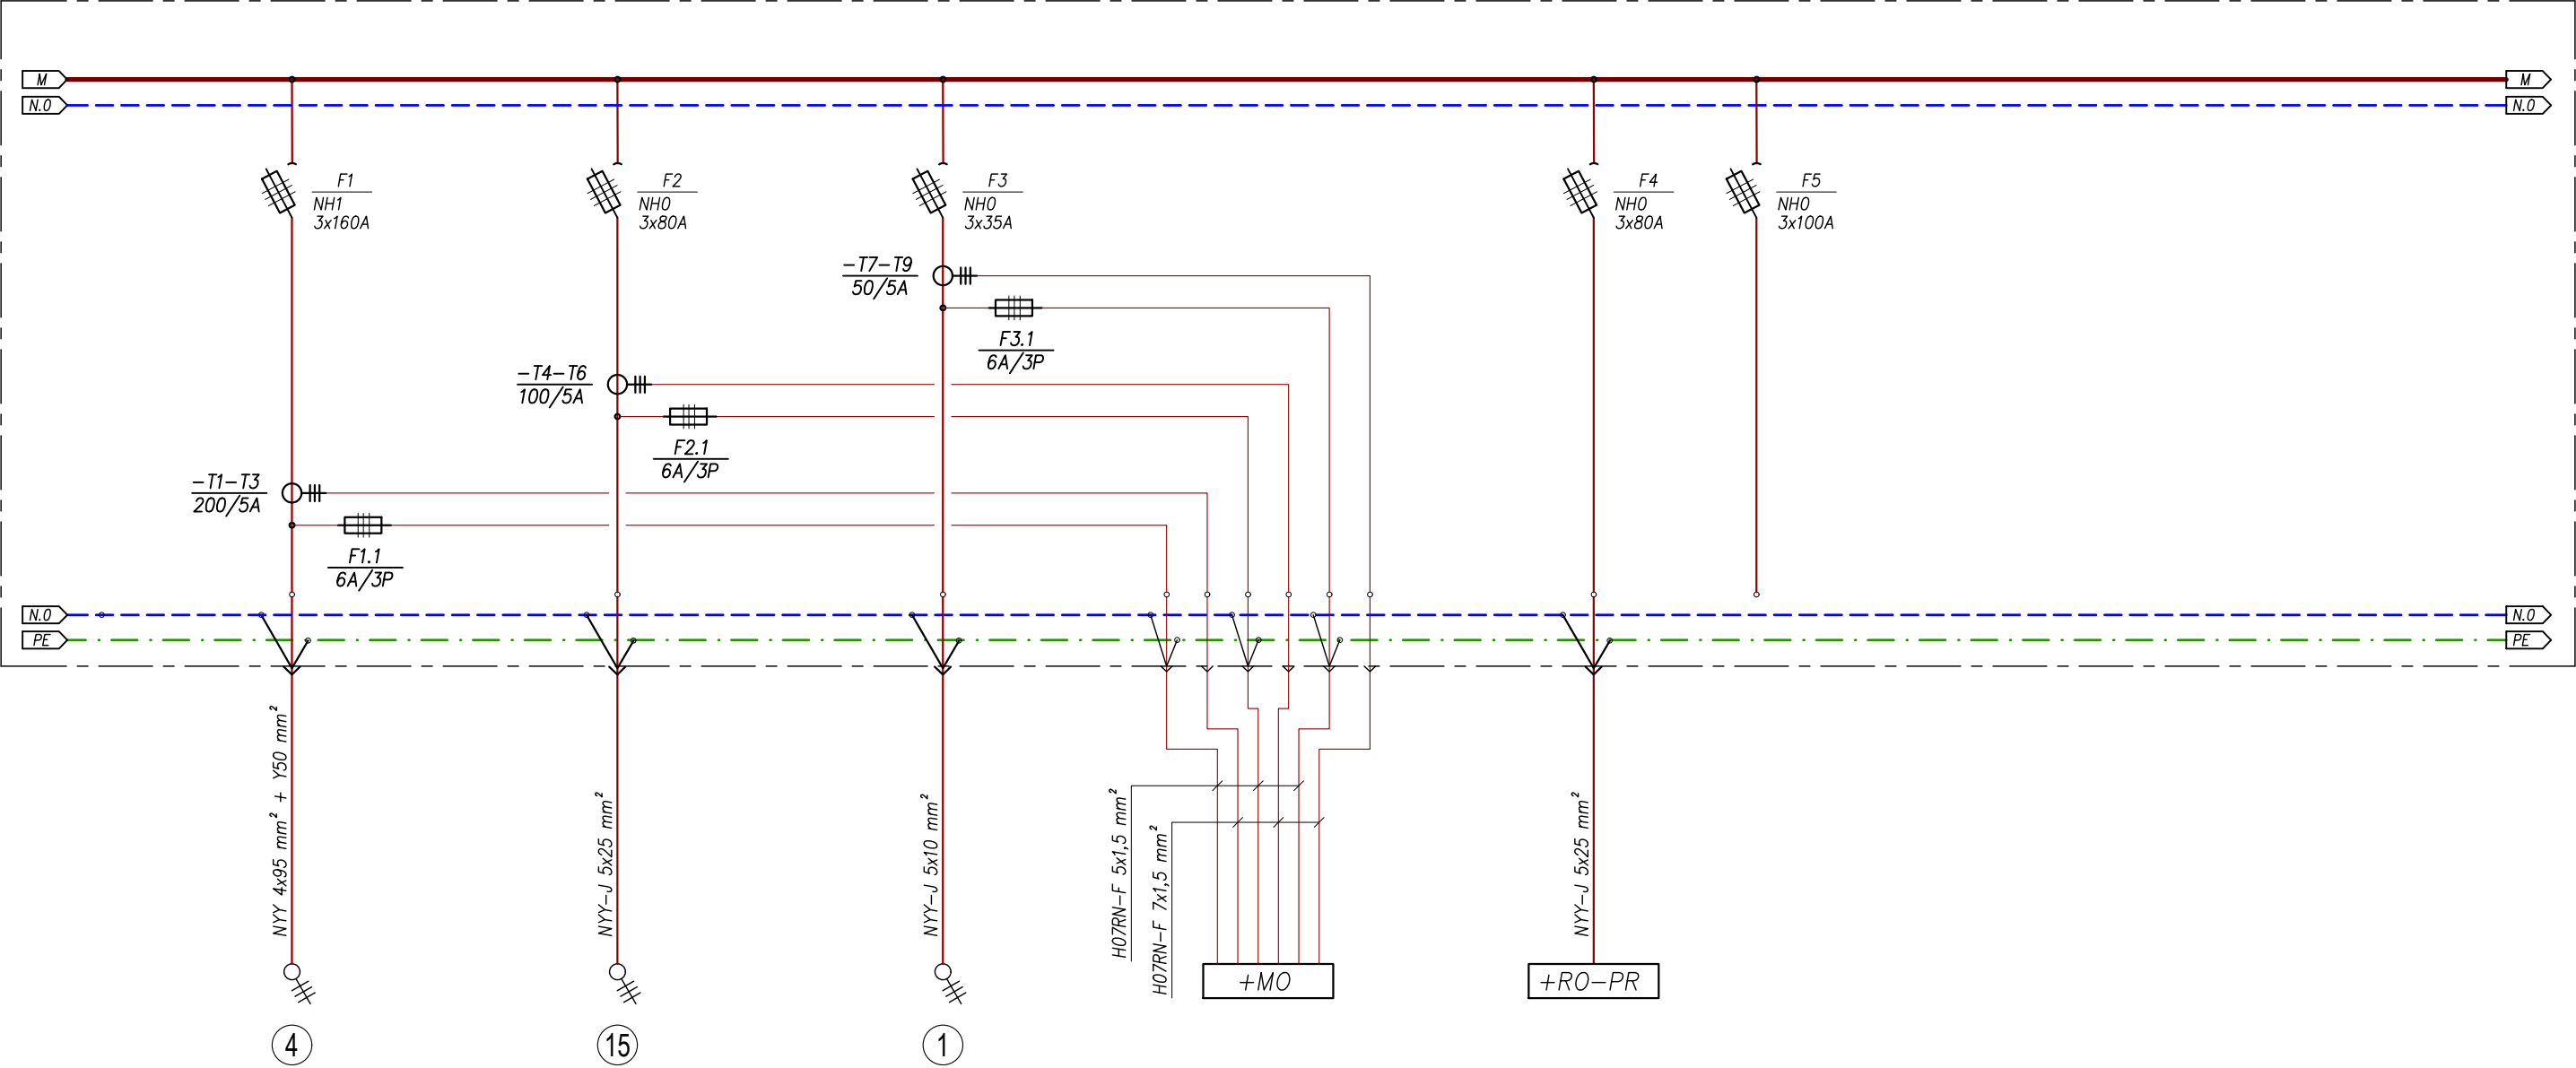 M
M
N.0
N.0
F1
NH1
3x160A
F2
NH0
3x80A
F3
NH0
3x35A
F4
NH0
3x80A
F5
NH0
3x100A
-T7-T9
50/5A
F3.1
6A/3P
-T4-T6
100/5A
F2.1
6A/3P
-T1-T3
200/5A
F1.1
6A/3P
N.0
N.0
PE
PE
NYY 4x95 mm² + Y50 mm²
NYY-J 5x25 mm²
NYY-J 5x10 mm²
H07RN-F 5x1,5 mm²
H07RN-F 7x1,5 mm²
NYY-J 5x25 mm²
+MO
+RO-PR
4
15
1